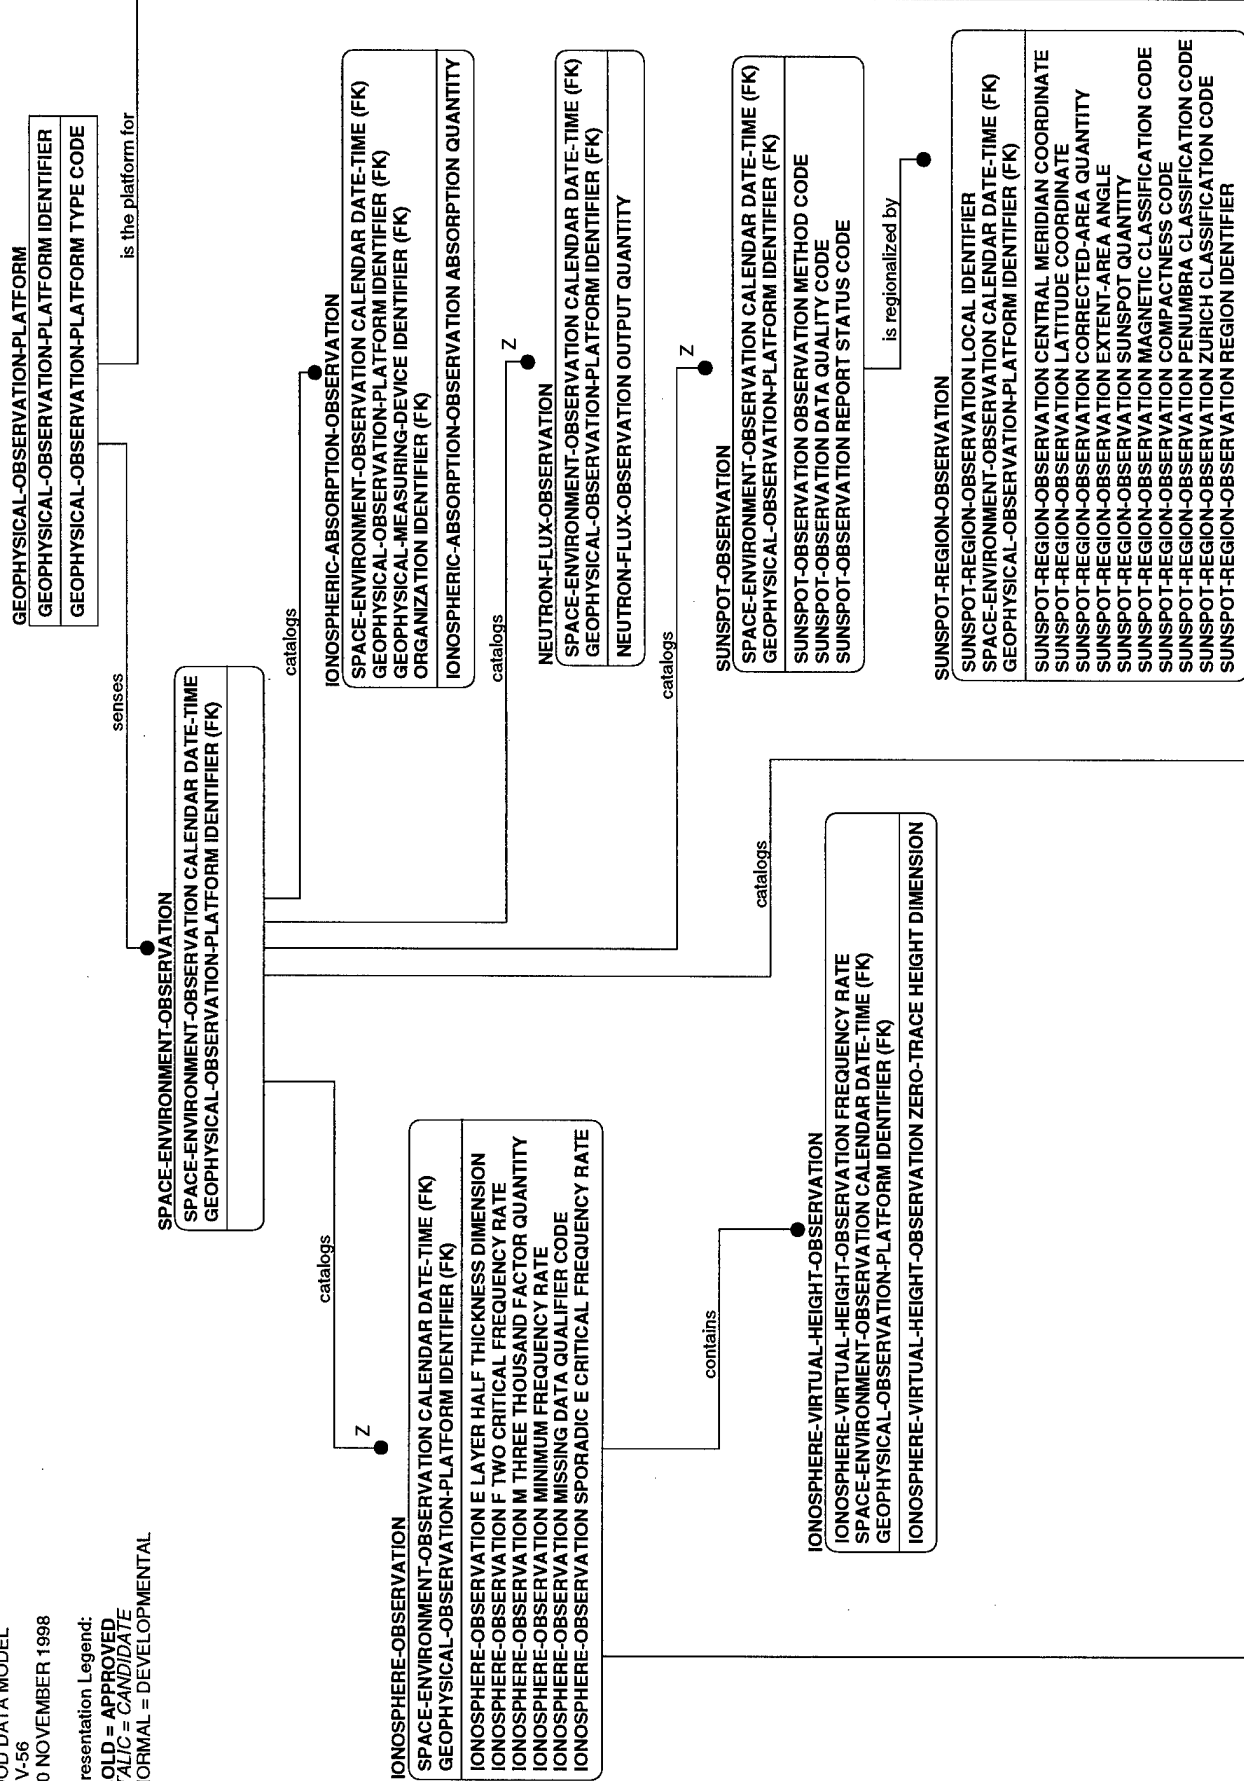 OD DATA MODEL
V-56
0 NOVEMBER 1998
resentation Legend:
OLD = APPROVED
TALIC = CANDIDATE
ORMAL = DEVELOPMENTAL
GEOPHYSICAL-OBSERVATION-PLATFORM
GEOPHYSICAL-OBSERVATION-PLATFORM IDENTIFIER
GEOPHYSICAL-OBSERVATION-PLATFORM TYPE CODE
is the platform for
senses
SPACE-ENVIRONMENT-OBSERVATION
SPACE-ENVIRONMENT-OBSERVATION CALENDAR DATE-TIME
GEOPHYSICAL-OBSERVATION-PLATFORM IDENTIFIER (FK)
catalogs
IONOSPHERIC-ABSORPTION-OBSERVATION
SPACE-ENVIRONMENT-OBSERVATION CALENDAR DATE-TIME (FK)
GEOPHYSICAL-OBSERVATION-PLATFORM IDENTIFIER (FK)
GEOPHYSICAL-MEASURING-DEVICE IDENTIFIER (FK)
ORGANIZATION IDENTIFIER (FK)
IONOSPHERIC-ABSORPTION-OBSERVATION ABSORPTION QUANTITY
catalogs
Z
NEUTRON-FLUX-OBSERVATION
SPACE-ENVIRONMENT-OBSERVATION CALENDAR DATE-TIME (FK)
GEOPHYSICAL-OBSERVATION-PLATFORM IDENTIFIER (FK)
NEUTRON-FLUX-OBSERVATION OUTPUT QUANTITY
catalogs
Z
SUNSPOT-OBSERVATION
SPACE-ENVIRONMENT-OBSERVATION CALENDAR DATE-TIME (FK)
GEOPHYSICAL-OBSERVATION-PLATFORM IDENTIFIER (FK)
SUNSPOT-OBSERVATION OBSERVATION METHOD CODE
SUNSPOT-OBSERVATION DATA QUALITY CODE
SUNSPOT-OBSERVATION REPORT STATUS CODE
is regionalized by
SUNSPOT-REGION-OBSERVATION
SUNSPOT-REGION-OBSERVATION LOCAL IDENTIFIER
SPACE-ENVIRONMENT-OBSERVATION CALENDAR DATE-TIME (FK)
GEOPHYSICAL-OBSERVATION-PLATFORM IDENTIFIER (FK)
SUNSPOT-REGION-OBSERVATION CENTRAL MERIDIAN COORDINATE
SUNSPOT-REGION-OBSERVATION LATITUDE COORDINATE
SUNSPOT-REGION-OBSERVATION CORRECTED-AREA QUANTITY
SUNSPOT-REGION-OBSERVATION EXTENT-AREA ANGLE
SUNSPOT-REGION-OBSERVATION SUNSPOT QUANTITY
SUNSPOT-REGION-OBSERVATION MAGNETIC CLASSIFICATION CODE
SUNSPOT-REGION-OBSERVATION COMPACTNESS CODE
SUNSPOT-REGION-OBSERVATION PENUMBRA CLASSIFICATION CODE
SUNSPOT-REGION-OBSERVATION ZURICH CLASSIFICATION CODE
SUNSPOT-REGION-OBSERVATION REGION IDENTIFIER
catalogs
catalogs
Z
IONOSPHERE-OBSERVATION
SPACE-ENVIRONMENT-OBSERVATION CALENDAR DATE-TIME (FK)
GEOPHYSICAL-OBSERVATION-PLATFORM IDENTIFIER (FK)
IONOSPHERE-OBSERVATION E LAYER HALF THICKNESS DIMENSION
IONOSPHERE-OBSERVATION F TWO CRITICAL FREQUENCY RATE
IONOSPHERE-OBSERVATION M THREE THOUSAND FACTOR QUANTITY
IONOSPHERE-OBSERVATION MINIMUM FREQUENCY RATE
IONOSPHERE-OBSERVATION MISSING DATA QUALIFIER CODE
IONOSPHERE-OBSERVATION SPORADIC E CRITICAL FREQUENCY RATE
contains
IONOSPHERE-VIRTUAL-HEIGHT-OBSERVATION
IONOSPHERE-VIRTUAL-HEIGHT-OBSERVATION FREQUENCY RATE
SPACE-ENVIRONMENT-OBSERVATION CALENDAR DATE-TIME (FK)
GEOPHYSICAL-OBSERVATION-PLATFORM IDENTIFIER (FK)
IONOSPHERE-VIRTUAL-HEIGHT-OBSERVATION ZERO-TRACE HEIGHT DIMENSION